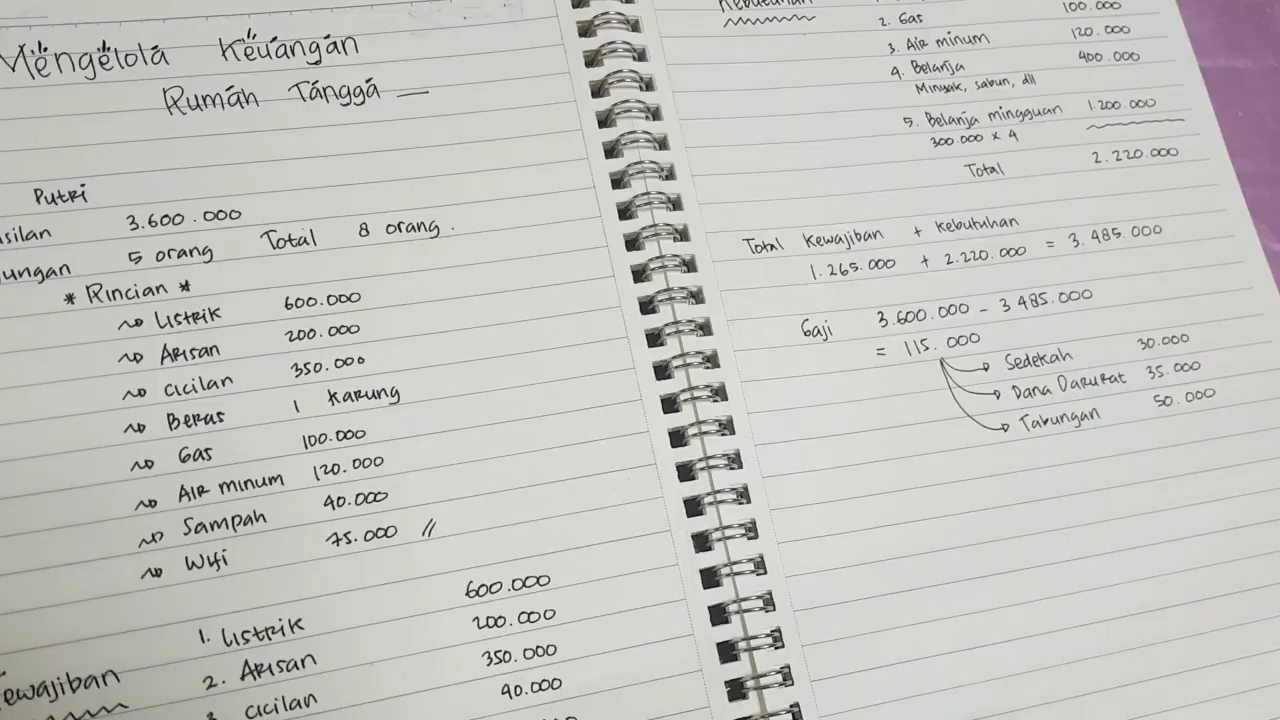 Mengelola Keuangan
Rumah Tangga
Putri
silan 3.600.000
ungan 5 orang Total 8 orang.
* Rincian *
Listrik 600.000
Arisan 200.000
Cicilan 350.000
Beras 1 Karung
Gas 100.000
Air minum 120.000
Sampah 40.000
Wifi 75.000 //
ewajiban
1. Listrik 600.000
2. Arisan 200.000
3. Cicilan 350.000
40.000
Kebutuhan
2. Gas 100.000
3. Air minum 120.000
4. Belanja 400.000
Minyak, sabun, dll
5. Belanja mingguan 1.200.000
300.000 x 4
Total 2.220.000
Total Kewajiban + Kebutuhan
1.265.000 + 2.220.000 = 3.485.000
Gaji 3.600.000 - 3 485.000
= 115.000
Sedekah 30.000
Dana Darurat 35.000
Tabungan 50.000